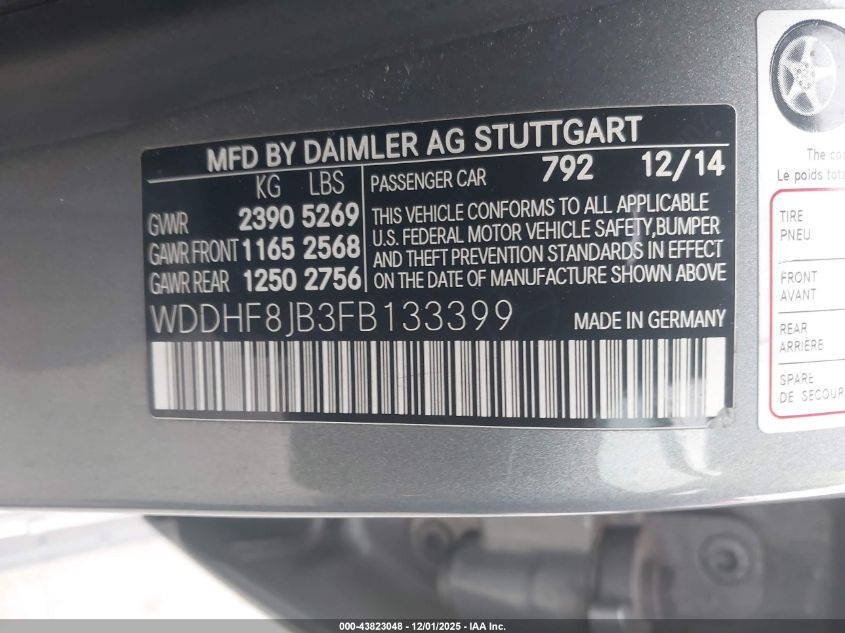 MFD BY DAIMLER AG STUTTGART
KG LBS
GVWR 2390 5269
GAWR FRONT 1165 2568
GAWR REAR 1250 2756
PASSENGER CAR 792 12/14
THIS VEHICLE CONFORMS TO ALL APPLICABLE
U.S. FEDERAL MOTOR VEHICLE SAFETY,BUMPER
AND THEFT PREVENTION STANDARDS IN EFFECT
ON THE DATE OF MANUFACTURE SHOWN ABOVE
WDDHF8JB3FB133399 MADE IN GERMANY
The
Le poids
TIRE
PNEU
FRONT
AVANT
REAR
ARRIÈRE
SPARE
DE
000-43823048 - 12/01/2025 - IAA Inc.